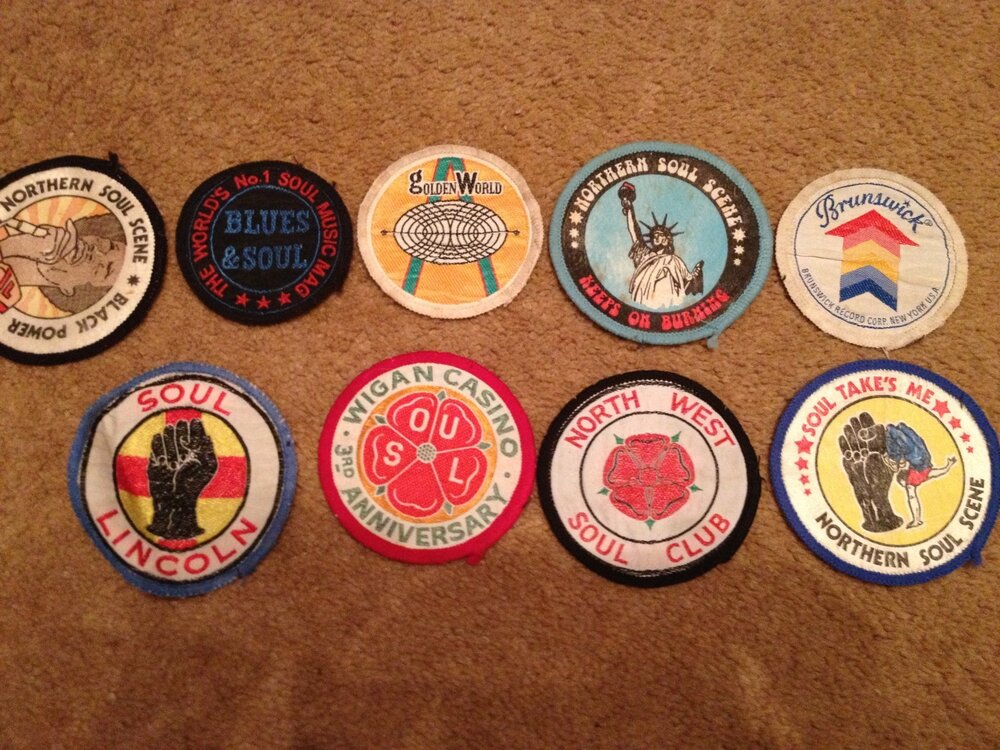 NORTHERN SOUL SCENE
BLACK POWER
THE WORLD'S No.1 SOUL MUSIC MAG
BLUES
& SOUL
GOLDEN WORLD
NORTHERN SOUL SCENE
KEEPS ON BURNING
Brunswick
BRUNSWICK RECORD CORP. NEW YORK U.S.A.
SOUL
LINCOLN
WIGAN CASINO
SOUL
3RD ANNIVERSARY
NORTH WEST
SOUL CLUB
SOUL TAKE'S ME
NORTHERN SOUL SCENE